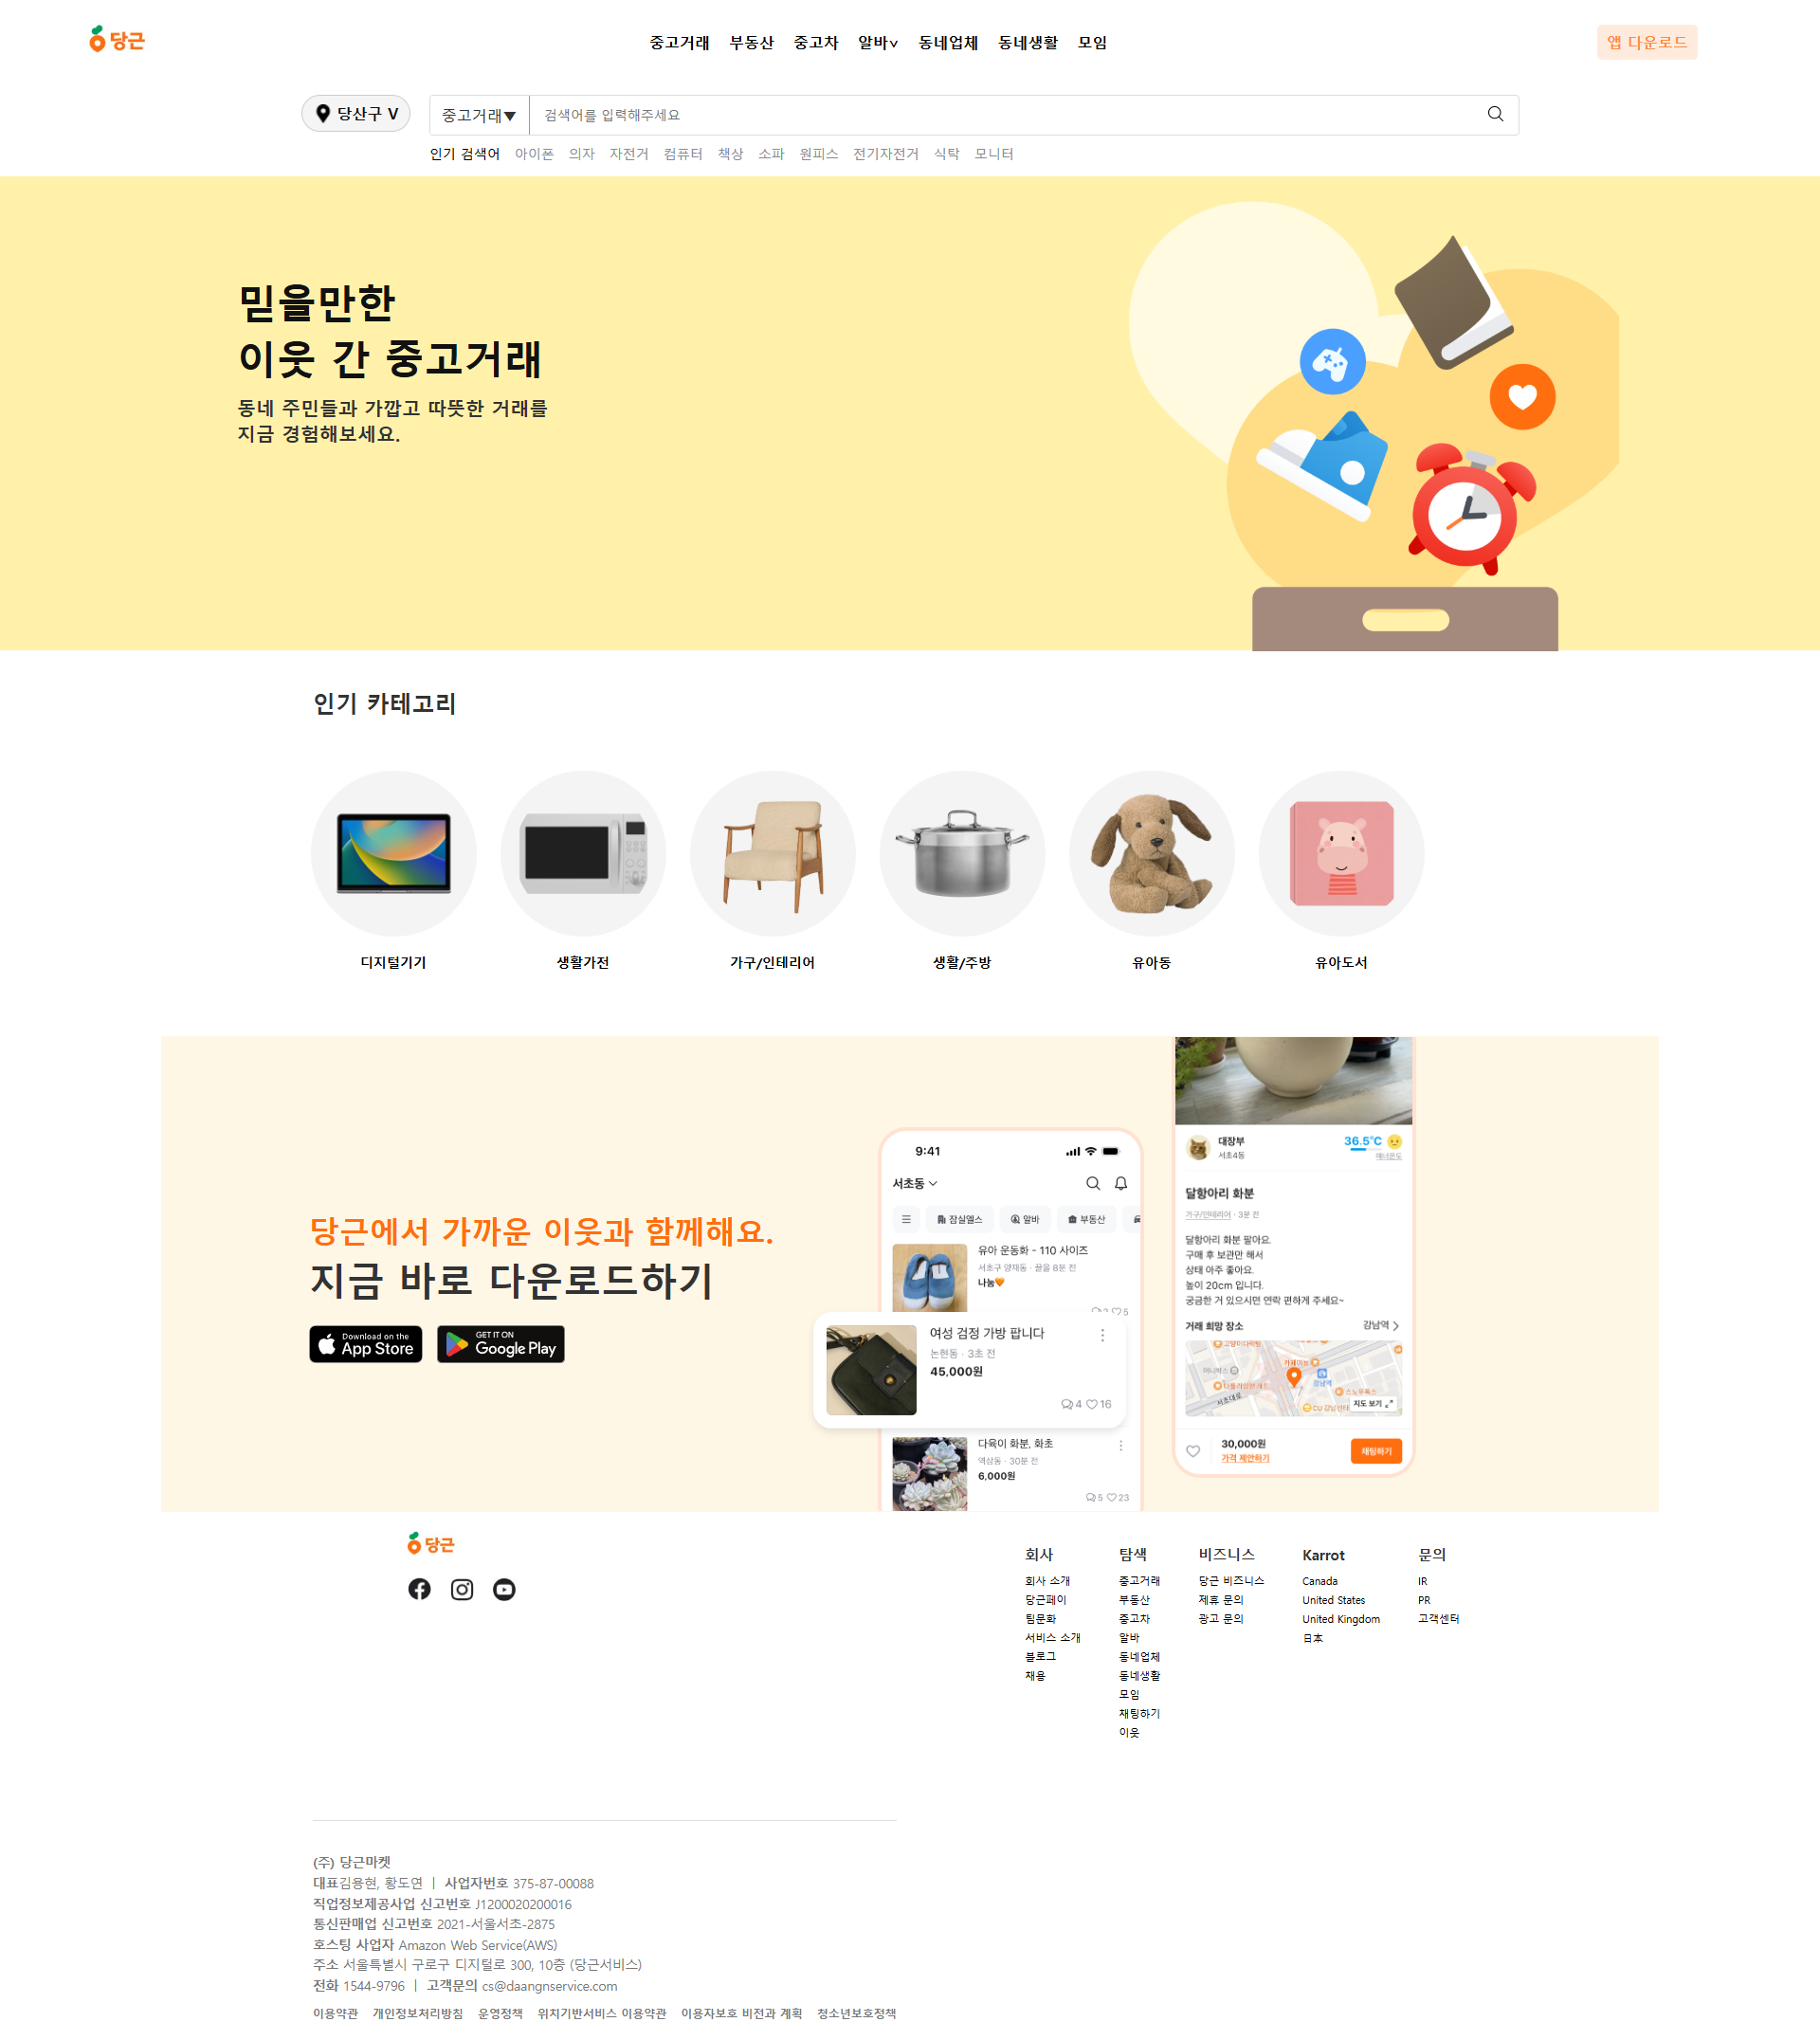 당근
중고거래 부동산 중고차 알바∨ 동네업체 동네생활 모임
앱 다운로드
당산구 V
중고거래▼
검색어를 입력해주세요
인기 검색어 아이폰 의자 자전거 컴퓨터 책상 소파 원피스 전기자전거 식탁 모니터
믿을만한
이웃 간 중고거래
동네 주민들과 가깝고 따뜻한 거래를
지금 경험해보세요.
인기 카테고리
디지털기기
생활가전
가구/인테리어
생활/주방
유아동
유아도서
당근에서 가까운 이웃과 함께해요.
지금 바로 다운로드하기
Download on the
App Store
GET IT ON
Google Play
9:41
서초동
잠실엘스
알바
부동산
유아 운동화 - 110 사이즈
서초구 양재동 · 끌올 8분 전
나눔🧡
5
여성 검정 가방 팝니다
논현동 · 3초 전
45,000원
4 16
다육이 화분, 화초
역삼동 · 30분 전
6,000원
5 23
대장부
서초4동
36.5°C
매너온도
달항아리 화분
가구/인테리어 · 3분 전
달항아리 화분 팔아요.
구매 후 보관만 해서
상태 아주 좋아요.
높이 20cm 입니다.
궁금한 거 있으시면 연락 편하게 주세요~
거래 희망 장소
강남역
카페이봄
강남역
스노우폭스
서초대로
지도 보기
30,000원
가격 제안하기
채팅하기
당근
회사
회사 소개
당근페이
팀문화
서비스 소개
블로그
채용
탐색
중고거래
부동산
중고차
알바
동네업체
동네생활
모임
채팅하기
이웃
비즈니스
당근 비즈니스
제휴 문의
광고 문의
Karrot
Canada
United States
United Kingdom
日本
문의
IR
PR
고객센터
(주) 당근마켓
대표김용현, 황도연 | 사업자번호 375-87-00088
직업정보제공사업 신고번호 J1200020200016
통신판매업 신고번호 2021-서울서초-2875
호스팅 사업자 Amazon Web Service(AWS)
주소 서울특별시 구로구 디지털로 300, 10층 (당근서비스)
전화 1544-9796 | 고객문의 cs@daangnservice.com
이용약관 개인정보처리방침 운영정책 위치기반서비스 이용약관 이용자보호 비전과 계획 청소년보호정책